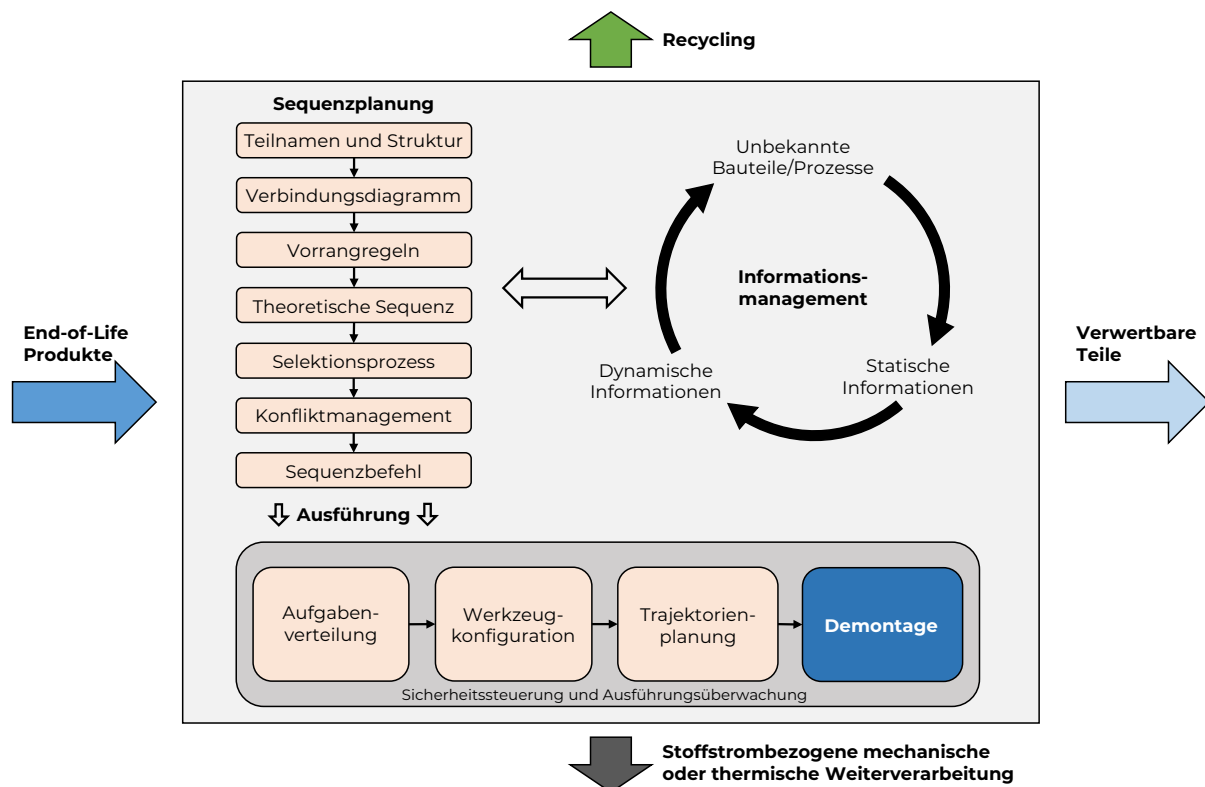 Recycling
Sequenzplanung
Teilnamen und Struktur
Verbindungsdiagramm
Vorrangregeln
Theoretische Sequenz
Selektionsprozess
Konfliktmanagement
Sequenzbefehl
Unbekannte
Bauteile/Prozesse
Informations-
management
Dynamische
Informationen
Statische
Informationen
End-of-Life
Produkte
Verwertbare
Teile
Ausführung
Aufgaben-
verteilung
Werkzeug-
konfiguration
Trajektorien-
planung
Demontage
Sicherheitssteuerung und Ausführungsüberwachung
Stoffstrombezogene mechanische
oder thermische Weiterverarbeitung